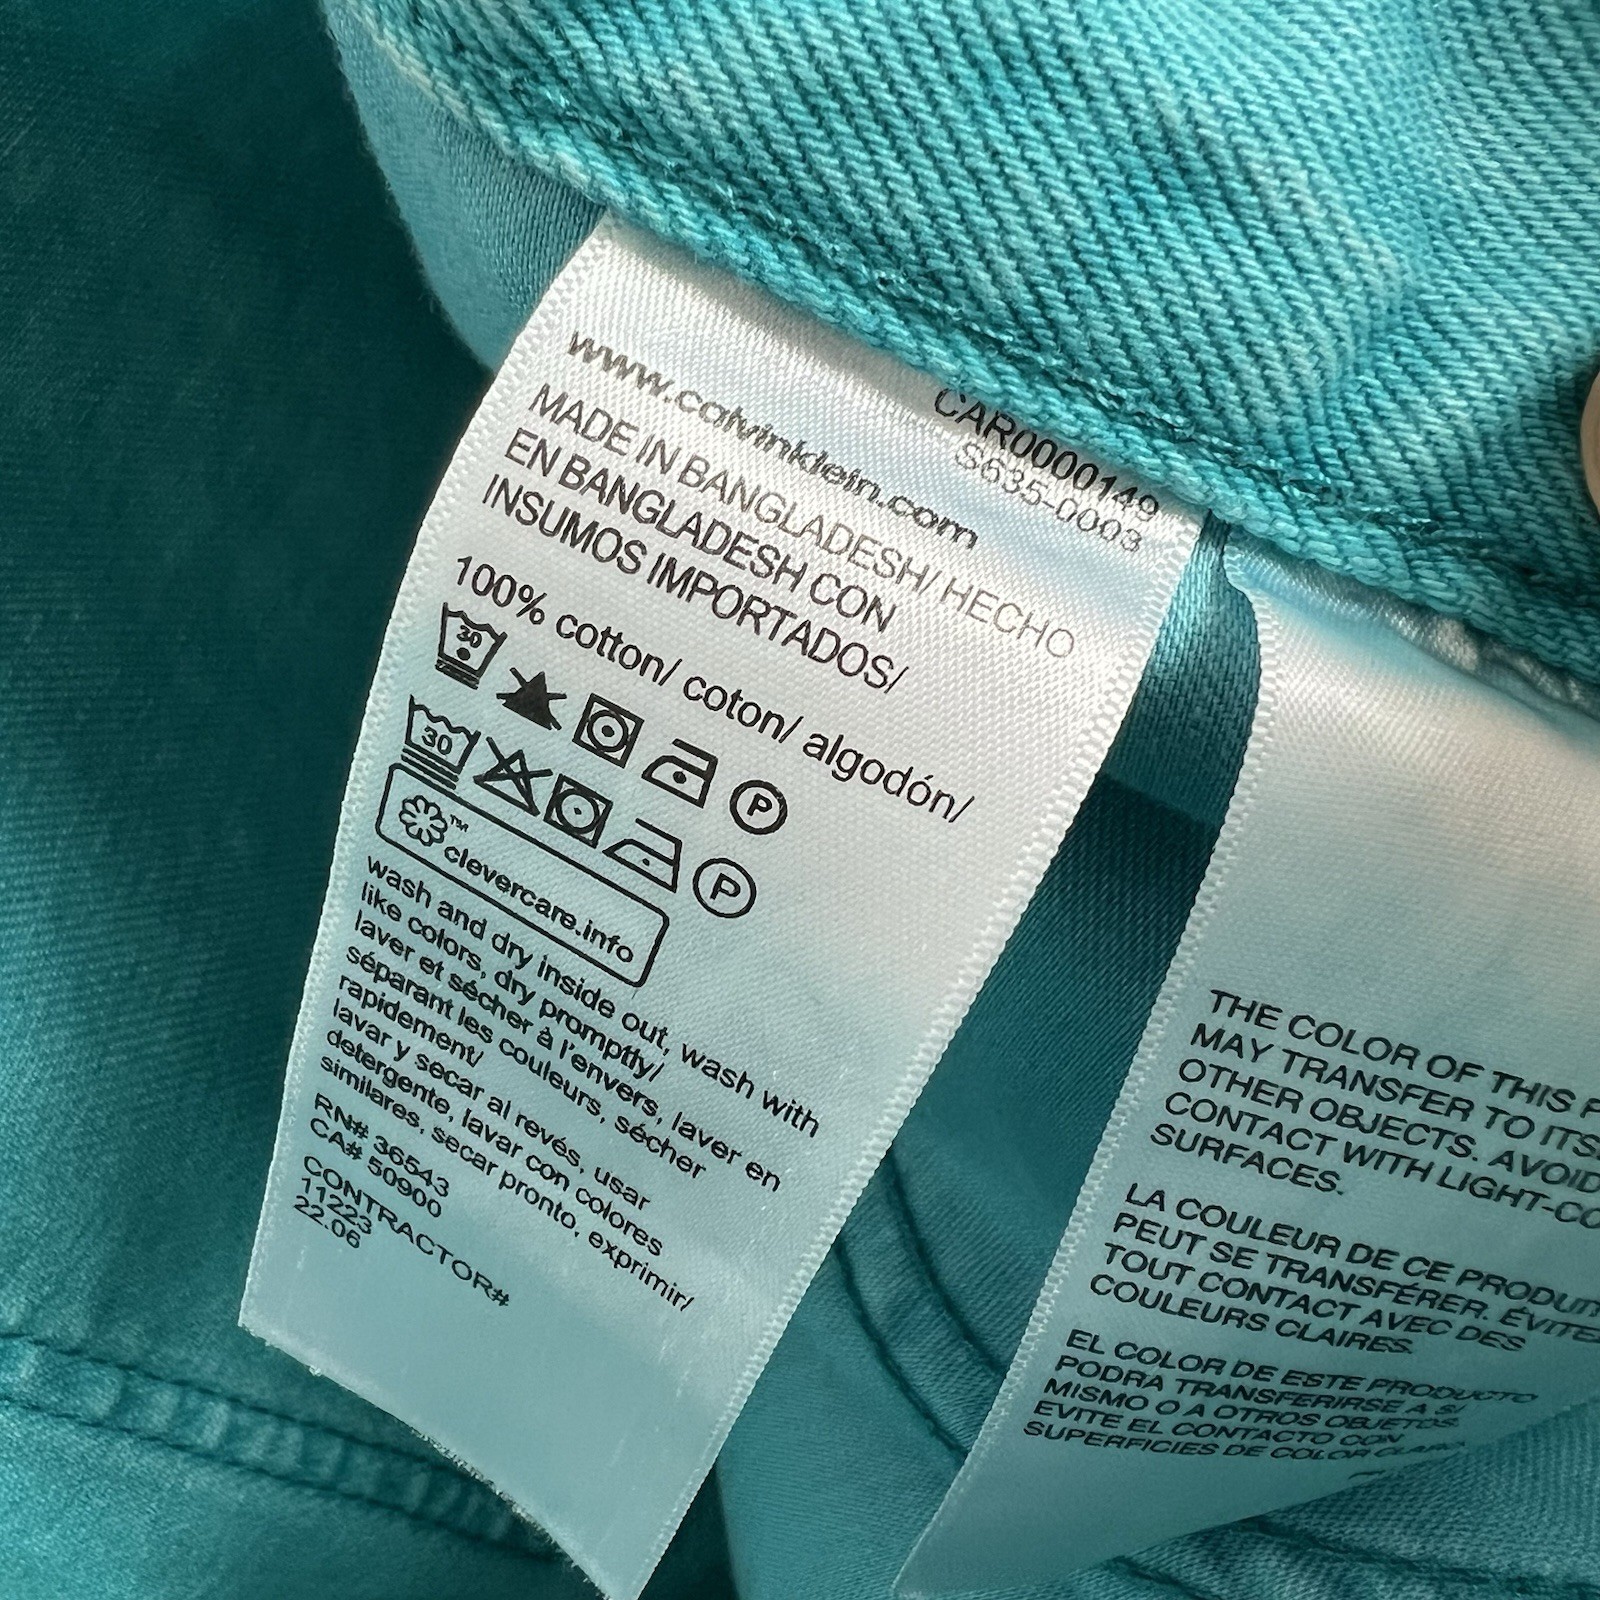 CAR0000149
S635-0003
www.calvinklein.com
MADE IN BANGLADESH/ HECHO
EN BANGLADESH CON
INSUMOS IMPORTADOS/
100% cotton/ coton/ algodón/
30
P
30
P
™
clevercare.info
wash and dry inside out, wash with
like colors, dry promptly/
laver et sécher à l'envers, laver en
séparant les couleurs, sécher
rapidement/
lavar y secar al revés, usar
detergente, lavar con colores
similares, secar pronto, exprimir/
RN# 36543
CA# 50900
CONTRACTOR#
11223
22.06
THE COLOR OF THIS
MAY TRANSFER TO
OTHER OBJECTS. AVOID
CONTACT WITH
SURFACES.
LA COULEUR DE CE PRODUIT
PEUT SE TRANSFÉRER. ÉVITEZ
TOUT CONTACT AVEC DES
COULEURS CLAIRES.
EL COLOR DE ESTE PRODUCTO
PODRA TRANSFERIRSE A SI
MISMO O A OTROS OBJETOS.
EVITE EL CONTACTO CON
SUPERFICIES DE COLOR